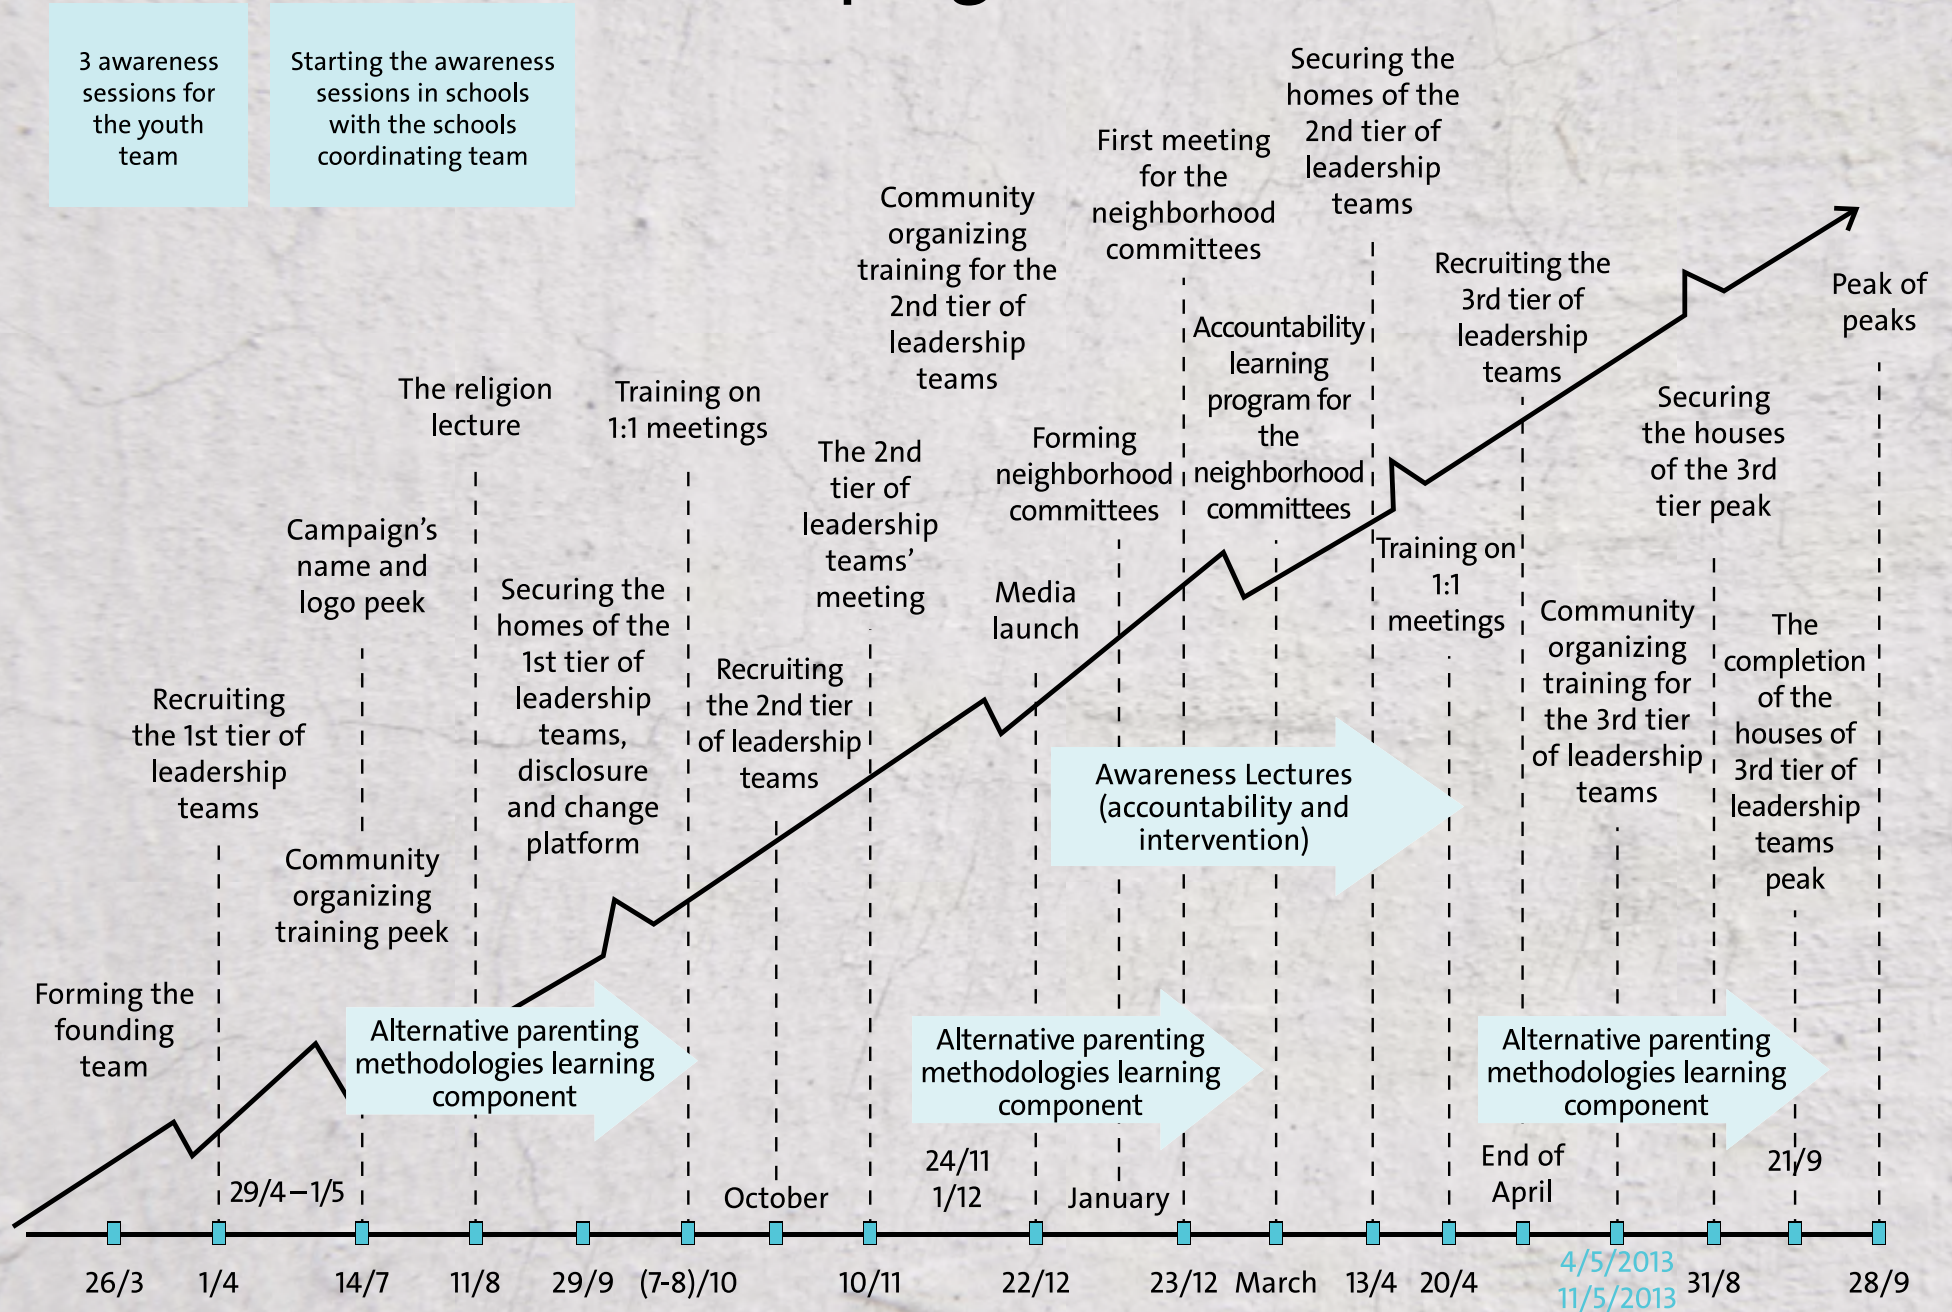 3 awareness
sessions for
the youth
team
Starting the awareness
sessions in schools
with the schools
coordinating team
Forming the
founding
team
Recruiting
the 1st tier of
leadership
teams
Campaign's
name and
logo peek
Community
organizing
training peek
The religion
lecture
Securing the
homes of the
1st tier of
leadership
teams,
disclosure
and change
platform
Training on
1:1 meetings
Recruiting
the 2nd tier
of leadership
teams
The 2nd
tier of
leadership
teams'
meeting
Community
organizing
training for the
2nd tier of
leadership
teams
Media
launch
Forming
neighborhood
committees
First meeting
for the
neighborhood
committees
Accountability
learning
program for
the
neighborhood
committees
Securing the
homes of the
2nd tier of
leadership
teams
Training on
1:1
meetings
Recruiting the
3rd tier of
leadership
teams
Community
organizing
training for
the 3rd tier
of leadership
teams
Securing
the houses
of the 3rd
tier peak
The
completion
of the
houses of
3rd tier of
leadership
teams
peak
Peak of
peaks
Awareness Lectures
(accountability and
intervention)
Alternative parenting
methodologies learning
component
Alternative parenting
methodologies learning
component
Alternative parenting
methodologies learning
component
29/4–1/5
October
24/11
1/12
January
End of
April
21/9
26/3
1/4
14/7
11/8
29/9
(7-8)/10
10/11
22/12
23/12
March
13/4
20/4
4/5/2013
11/5/2013
31/8
28/9